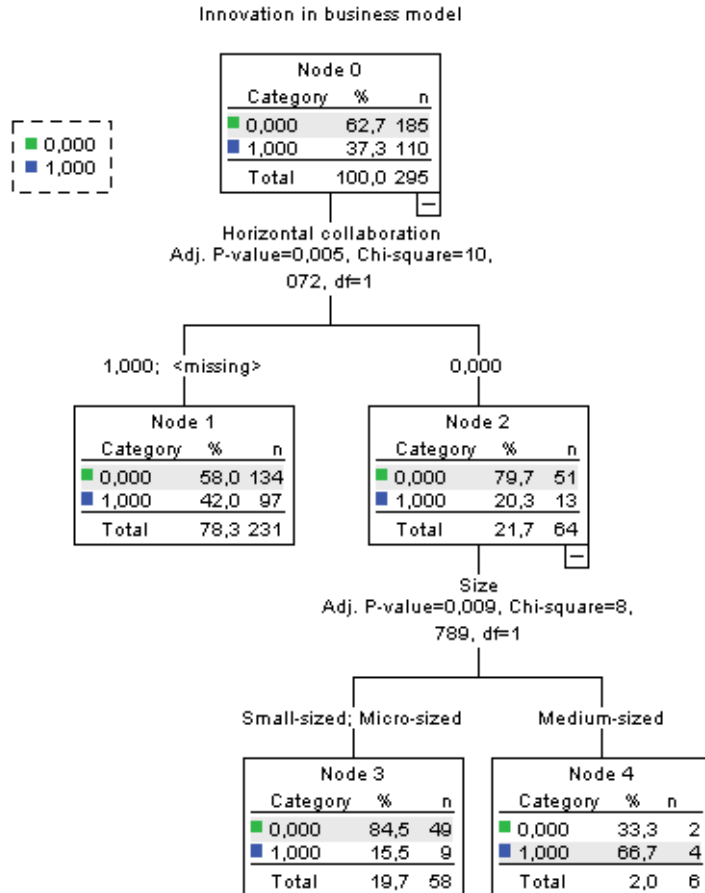 Innovation in business model
0,000
1,000
Node 0
Category % n
0,000 62,7 185
1,000 37,3 110
Total 100,0 295
Horizontal collaboration
Adj. P-value=0,005, Chi-square=10,
072, df=1
1,000; <missing>
0,000
Node 1
Category % n
0,000 58,0 134
1,000 42,0 97
Total 78,3 231
Node 2
Category % n
0,000 79,7 51
1,000 20,3 13
Total 21,7 64
Size
Adj. P-value=0,009, Chi-square=8,
789, df=1
Small-sized; Micro-sized
Medium-sized
Node 3
Category % n
0,000 84,5 49
1,000 15,5 9
Total 19,7 58
Node 4
Category % n
0,000 33,3 2
1,000 66,7 4
Total 2,0 6